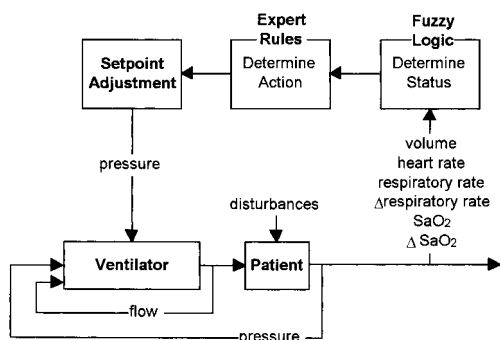 Expert
Rules
Fuzzy
Logic
Setpoint
Adjustment
Determine
Action
Determine
Status
pressure
volume
heart rate
respiratory rate
Δrespiratory rate
SaO₂
Δ SaO₂
disturbances
Ventilator
Patient
flow
pressure